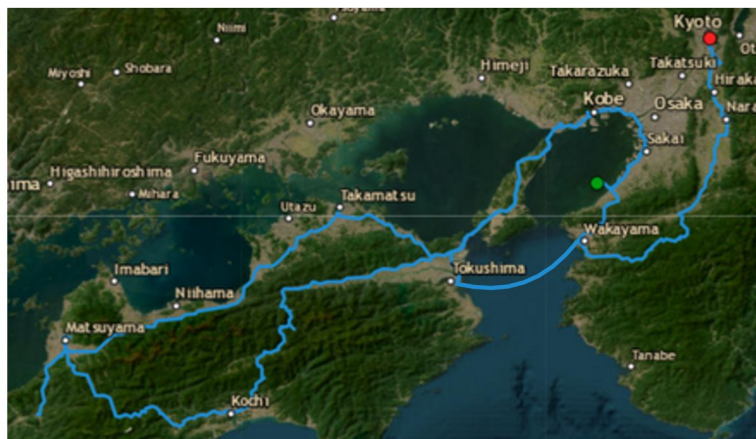 Kyoto
Niimi
Shobara
Miyoshi
Himeji
Takarazuka
Takatsuki
Hiraka
Okayama
Kobe
Osaka
Nara
Sakai
Fukuyama
Higashihiroshima
Mihara
Utazu
Takamatsu
Wakayama
Imabari
Niihama
Tokushima
Matsuyama
Tanabe
Kochi